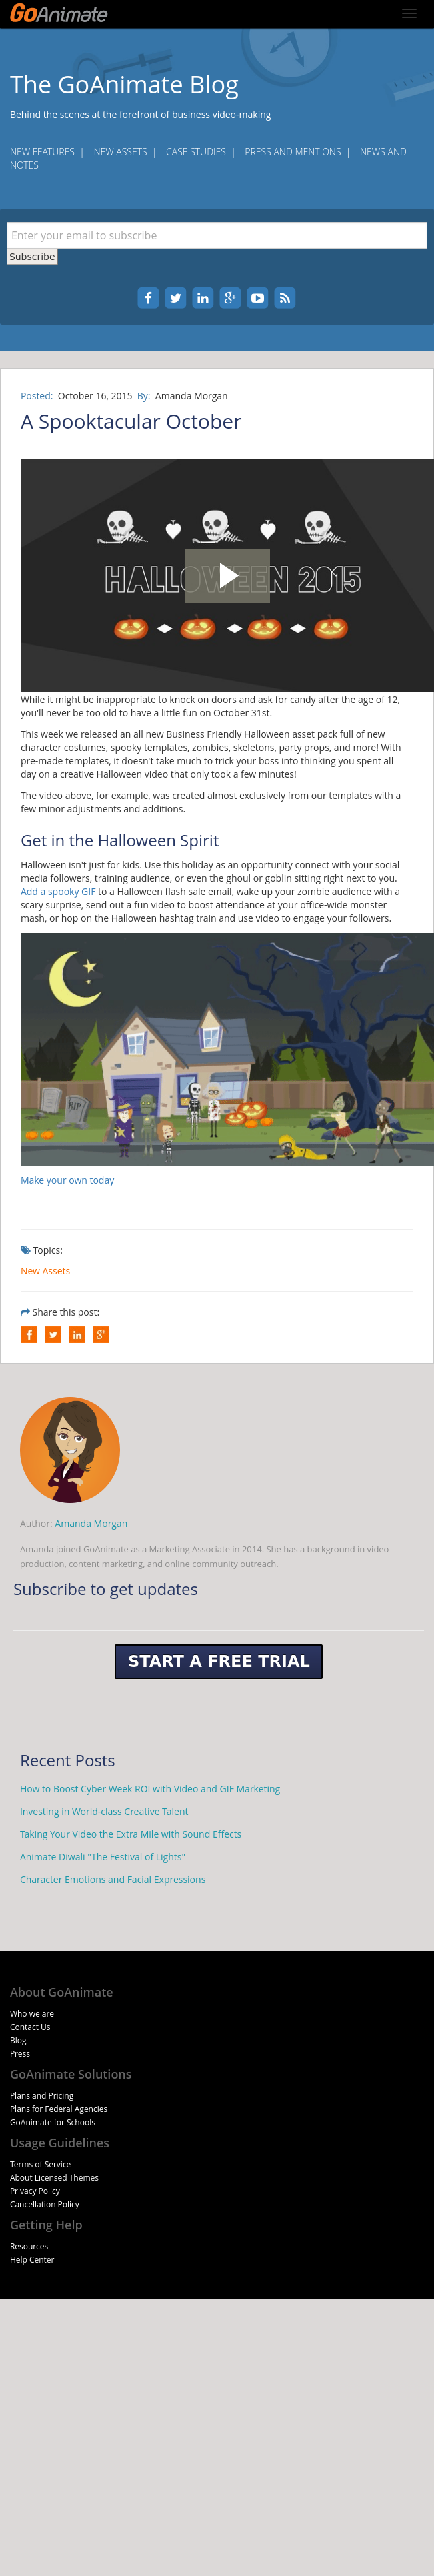 GoAnimate
The GoAnimate Blog
Behind the scenes at the forefront of business video-making
NEW FEATURES | NEW ASSETS | CASE STUDIES | PRESS AND MENTIONS | NEWS AND
NOTES
Enter your email to subscribe
Subscribe
Posted: October 16, 2015 By: Amanda Morgan
A Spooktacular October
HALLOWEEN 2015
While it might be inappropriate to knock on doors and ask for candy after the age of 12,
you'll never be too old to have a little fun on October 31st.
This week we released an all new Business Friendly Halloween asset pack full of new
character costumes, spooky templates, zombies, skeletons, party props, and more! With
pre-made templates, it doesn't take much to trick your boss into thinking you spent all
day on a creative Halloween video that only took a few minutes!
The video above, for example, was created almost exclusively from our templates with a
few minor adjustments and additions.
Get in the Halloween Spirit
Halloween isn't just for kids. Use this holiday as an opportunity connect with your social
media followers, training audience, or even the ghoul or goblin sitting right next to you.
Add a spooky GIF to a Halloween flash sale email, wake up your zombie audience with a
scary surprise, send out a fun video to boost attendance at your office-wide monster
mash, or hop on the Halloween hashtag train and use video to engage your followers.
RIP
Make your own today
Topics:
New Assets
Share this post:
Author: Amanda Morgan
Amanda joined GoAnimate as a Marketing Associate in 2014. She has a background in video
production, content marketing, and online community outreach.
Subscribe to get updates
START A FREE TRIAL
Recent Posts
How to Boost Cyber Week ROI with Video and GIF Marketing
Investing in World-class Creative Talent
Taking Your Video the Extra Mile with Sound Effects
Animate Diwali "The Festival of Lights"
Character Emotions and Facial Expressions
About GoAnimate
Who we are
Contact Us
Blog
Press
GoAnimate Solutions
Plans and Pricing
Plans for Federal Agencies
GoAnimate for Schools
Usage Guidelines
Terms of Service
About Licensed Themes
Privacy Policy
Cancellation Policy
Getting Help
Resources
Help Center